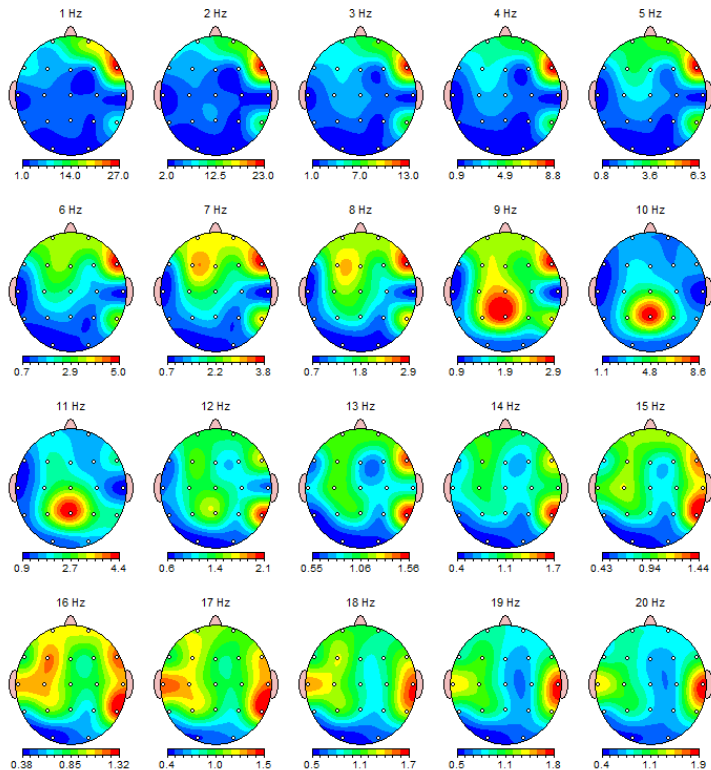 1 Hz 2 Hz 3 Hz 4 Hz 5 Hz
1.0 14.0 27.0 2.0 12.5 23.0 1.0 7.0 13.0 0.9 4.9 8.8 0.8 3.6 6.3
6 Hz 7 Hz 8 Hz 9 Hz 10 Hz
0.7 2.9 5.0 0.7 2.2 3.8 0.7 1.8 2.9 0.9 1.9 2.9 1.1 4.8 8.6
11 Hz 12 Hz 13 Hz 14 Hz 15 Hz
0.9 2.7 4.4 0.6 1.4 2.1 0.55 1.06 1.56 0.4 1.1 1.7 0.43 0.94 1.44
16 Hz 17 Hz 18 Hz 19 Hz 20 Hz
0.38 0.85 1.32 0.4 1.0 1.5 0.5 1.1 1.7 0.5 1.1 1.8 0.4 1.1 1.9